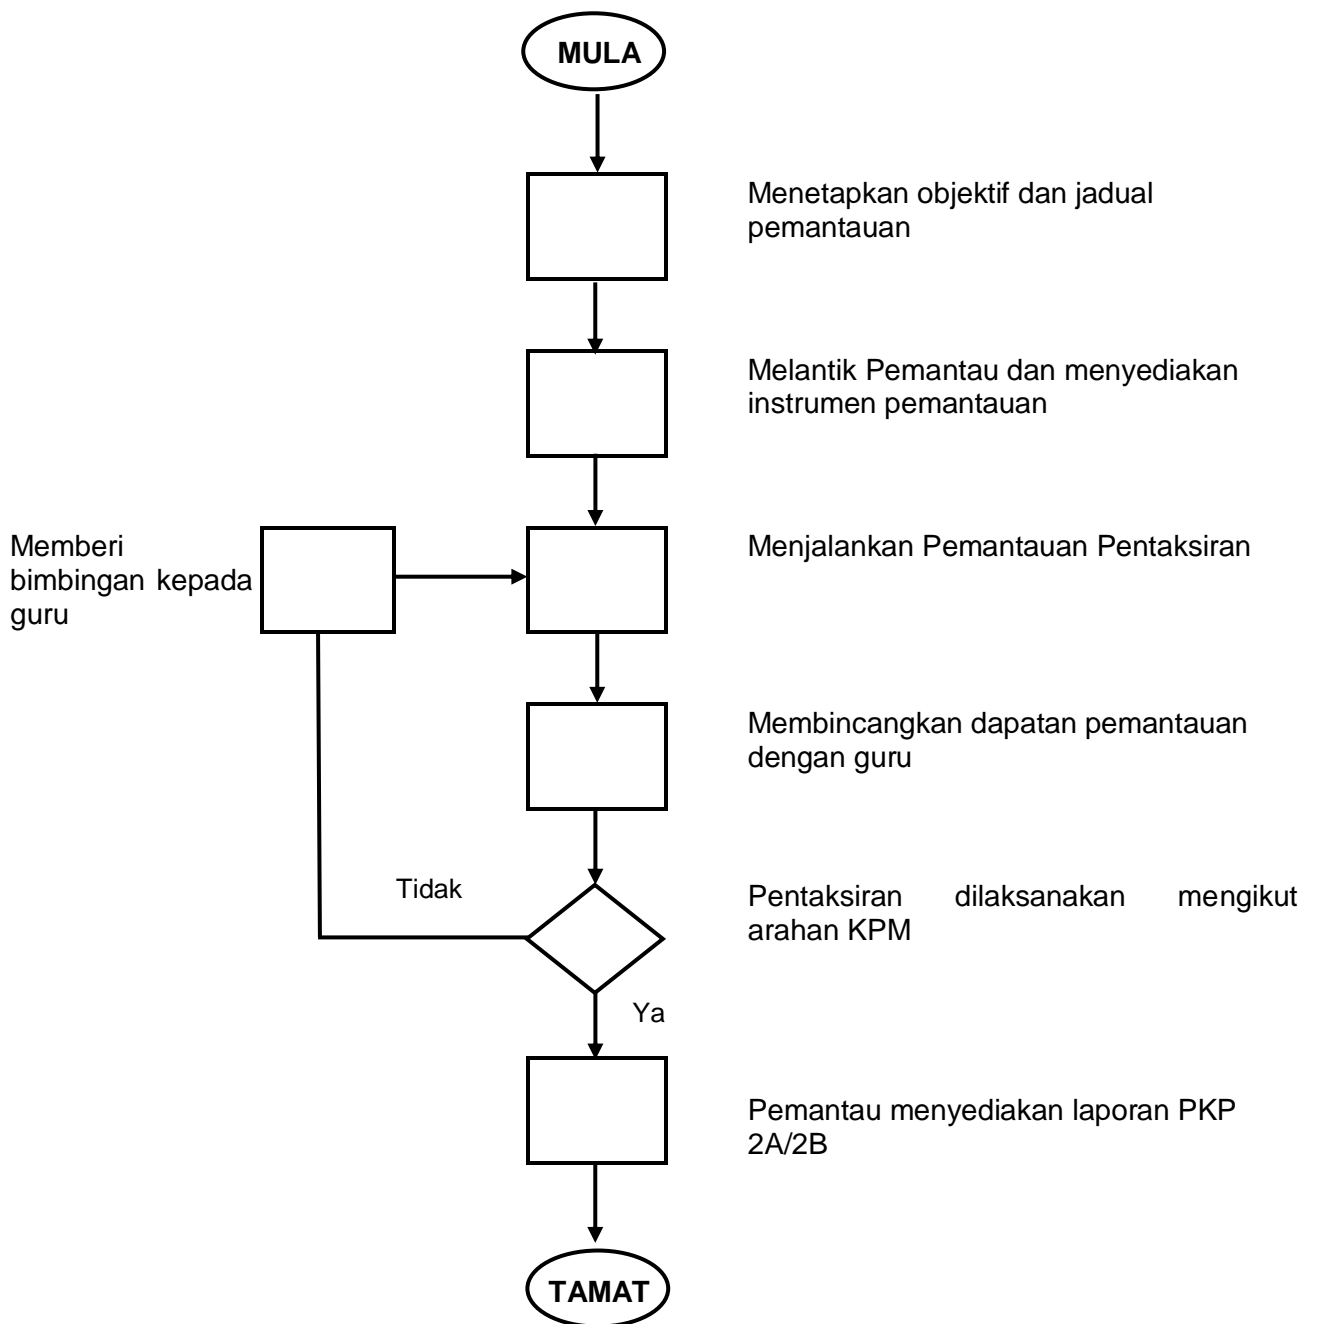 MULA
Menetapkan objektif dan jadual
pemantauan
Melantik Pemantau dan menyediakan
instrumen pemantauan
Memberi
bimbingan kepada
guru
Menjalankan Pemantauan Pentaksiran
Membincangkan dapatan pemantauan
dengan guru
Tidak
Pentaksiran dilaksanakan mengikut
arahan KPM
Ya
Pemantau menyediakan laporan PKP
2A/2B
TAMAT